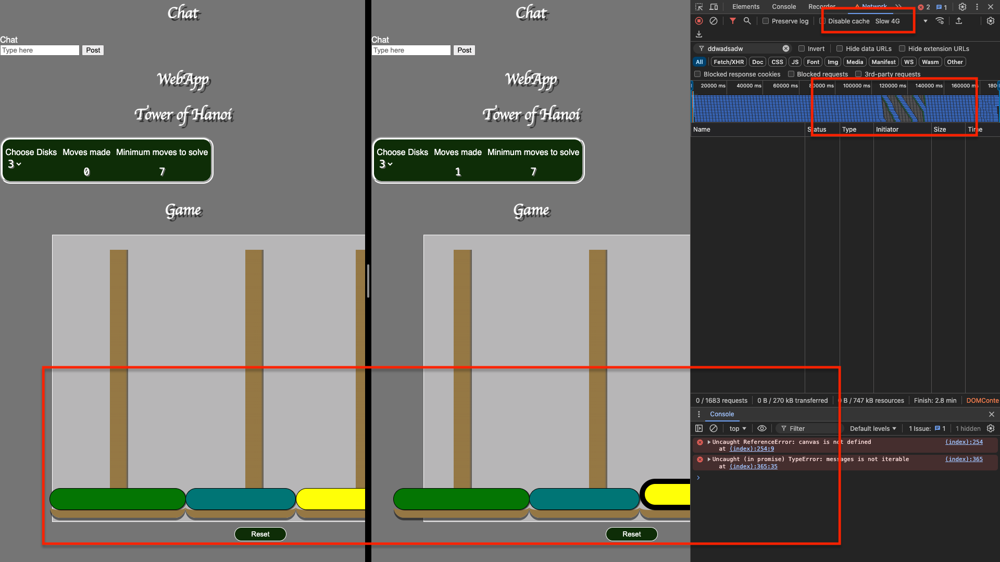 Chat
Chat
Type here Post
WebApp
Tower of Hanoi
Choose Disks Moves made Minimum moves to solve
3
0 7
Game
Reset
Chat
Chat
Type here Post
WebApp
Tower of Hanoi
Choose Disks Moves made Minimum moves to solve
3
1 7
Game
Reset
Elements Console Recorder Network 2 1
Preserve log Disable cache Slow 4G
ddwadsadw Invert Hide data URLs Hide extension URLs
All Fetch/XHR Doc CSS JS Font Img Media Manifest WS Wasm Other
Blocked response cookies Blocked requests 3rd-party requests
20000 ms 40000 ms 60000 ms 80000 ms 100000 ms 120000 ms 140000 ms 160000 ms 180
Name Status Type Initiator Size Time
0 / 1683 requests 0 B / 270 kB transferred 0 B / 747 kB resources Finish: 2.8 min DOMConte
Console
top Filter Default levels 1 Issue: 1 1 hidden
Uncaught ReferenceError: canvas is not defined (index):254
at (index):254:9
Uncaught (in promise) TypeError: messages is not iterable (index):365
at (index):365:35